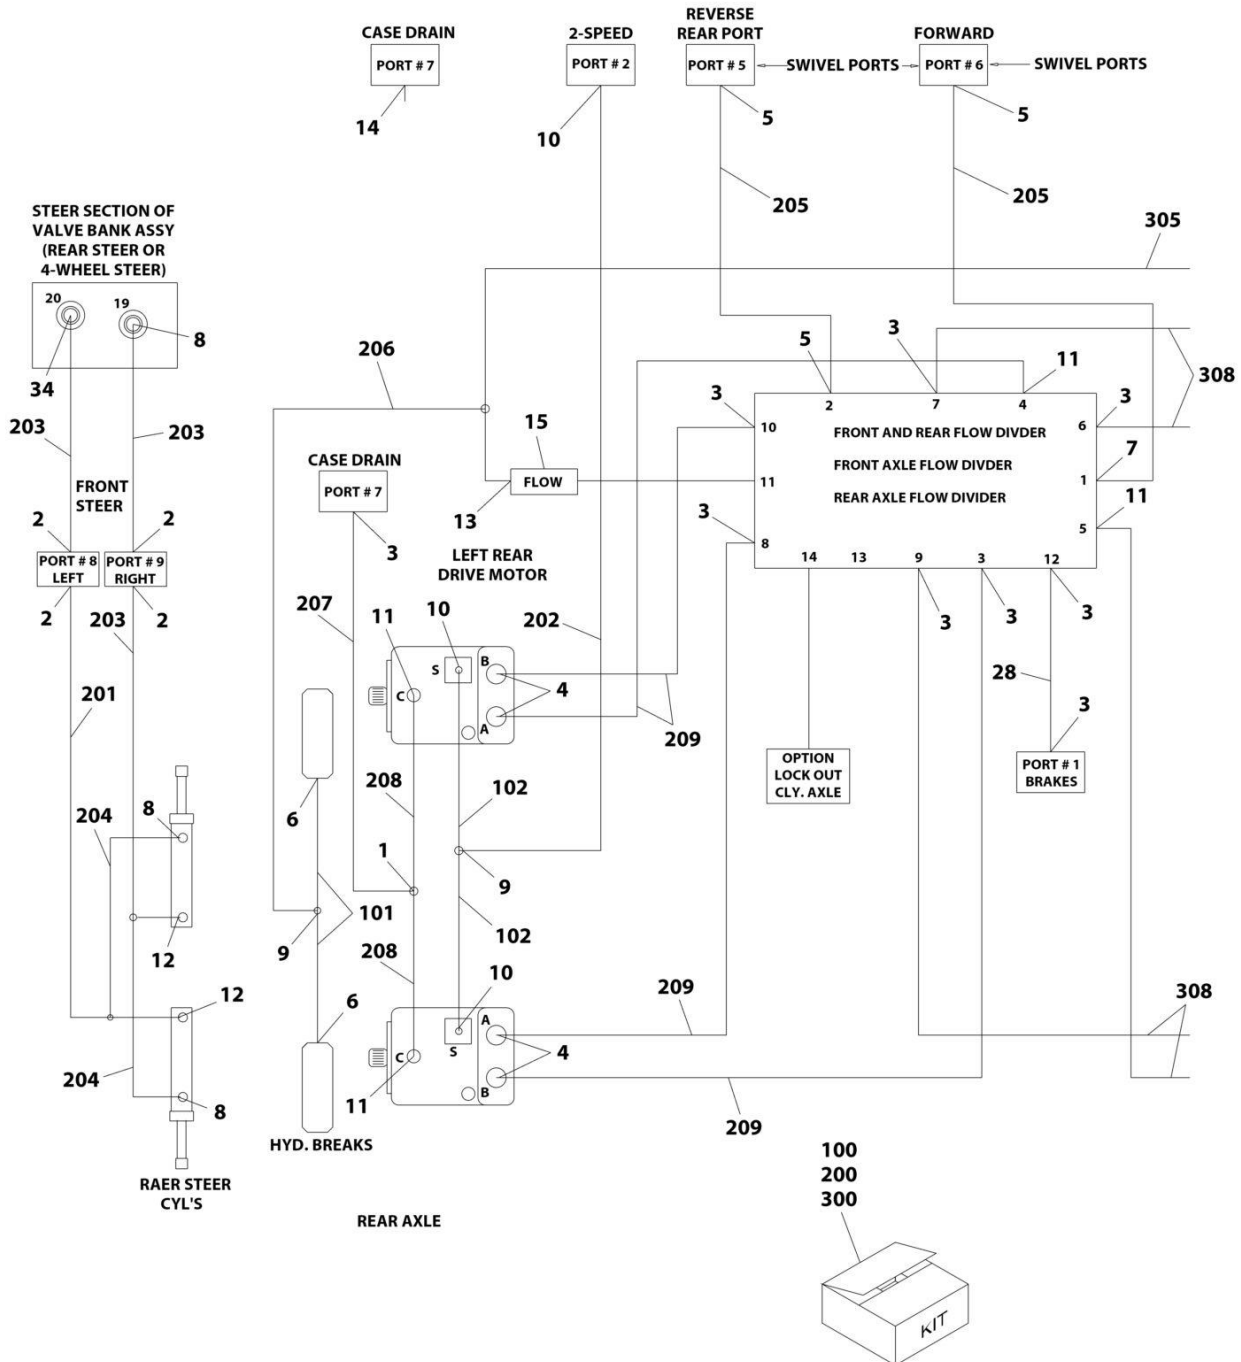 CASE DRAIN
PORT # 7
14
2-SPEED
PORT # 2
10
REVERSE
REAR PORT
PORT # 5
SWIVEL PORTS
FORWARD
PORT # 6
SWIVEL PORTS
5
5
205
205
305
STEER SECTION OF
VALVE BANK ASSY
(REAR STEER OR
4-WHEEL STEER)
20
19
8
34
203
203
FRONT
STEER
2
2
PORT # 8
LEFT
PORT # 9
RIGHT
2
2
203
201
204
8
12
12
204
8
RAER STEER
CYL'S
206
CASE DRAIN
PORT # 7
3
207
15
FLOW
13
LEFT REAR
DRIVE MOTOR
11
10
S
B
C
A
4
209
202
208
102
6
1
9
101
9
102
208
10
6
A
S
C
B
4
11
HYD. BREAKS
REAR AXLE
209
209
5
3
11
308
3
3
7
11
3
2
7
4
10
6
FRONT AND REAR FLOW DIVDER
FRONT AXLE FLOW DIVDER
11
1
REAR AXLE FLOW DIVIDER
5
8
14
13
9
3
12
3
3
3
28
3
OPTION
LOCK OUT
CLY. AXLE
PORT # 1
BRAKES
308
100
200
300
KIT